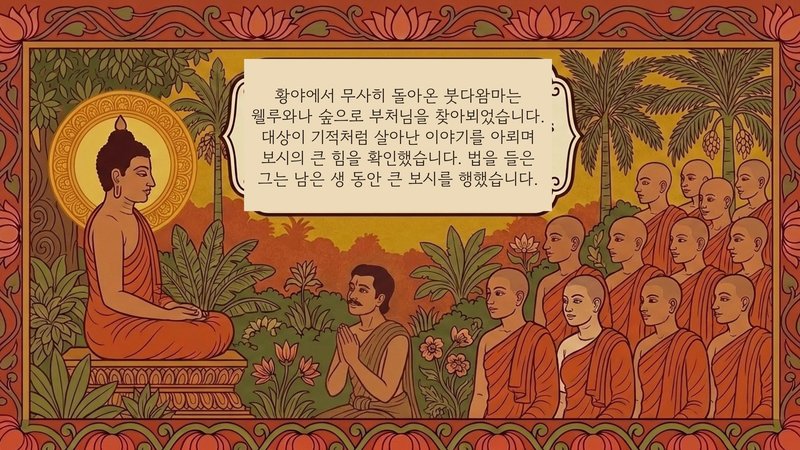 황야에서 무사히 돌아온 붓다왐마는
웰루와나 숲으로 부처님을 찾아뵈었습니다.
대상이 기적처럼 살아난 이야기를 아뢰며
보시의 큰 힘을 확인했습니다. 법을 들은
그는 남은 생 동안 큰 보시를 행했습니다.